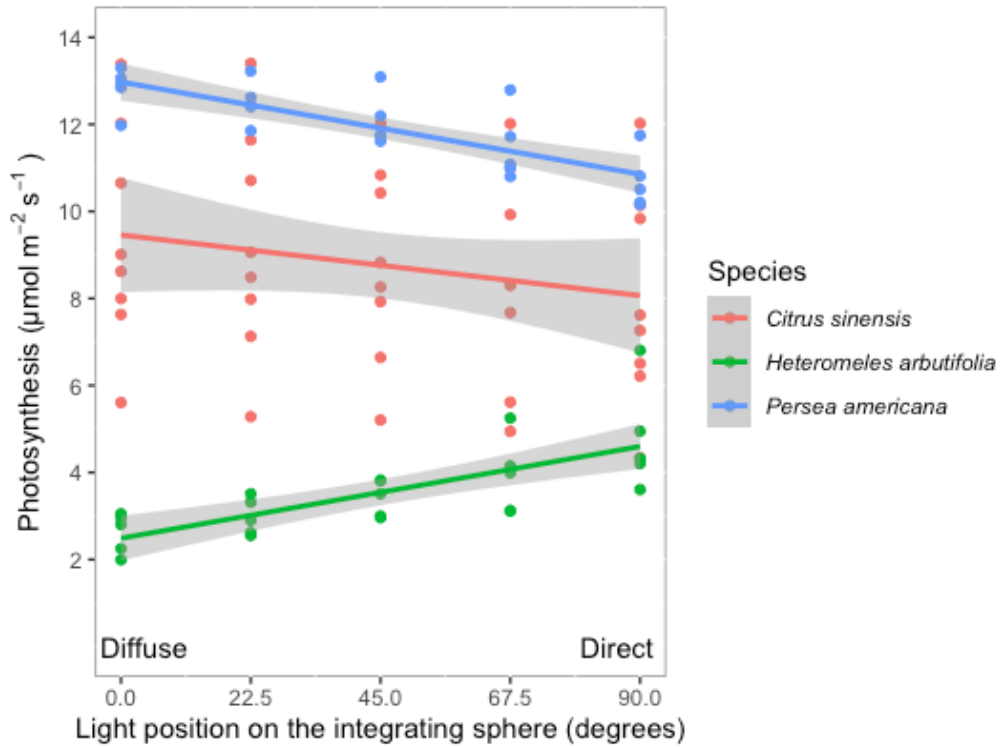 14
12
10
8
6
4
2
Photosynthesis (μmol m⁻² s⁻¹ )
Diffuse
Direct
0.0 22.5 45.0 67.5 90.0
Light position on the integrating sphere (degrees)
Species
Citrus sinensis
Heteromeles arbutifolia
Persea americana